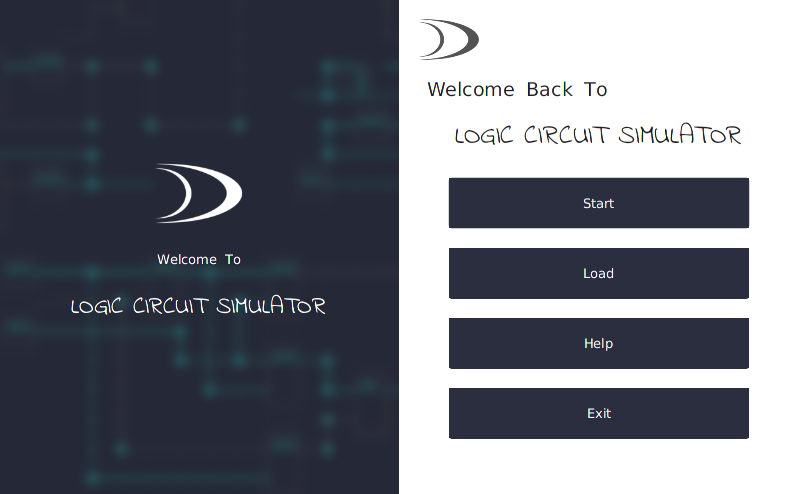 Welcome To
LOGIC CIRCUIT SIMULATOR
Welcome Back To
LOGIC CIRCUIT SIMULATOR
Start
Load
Help
Exit